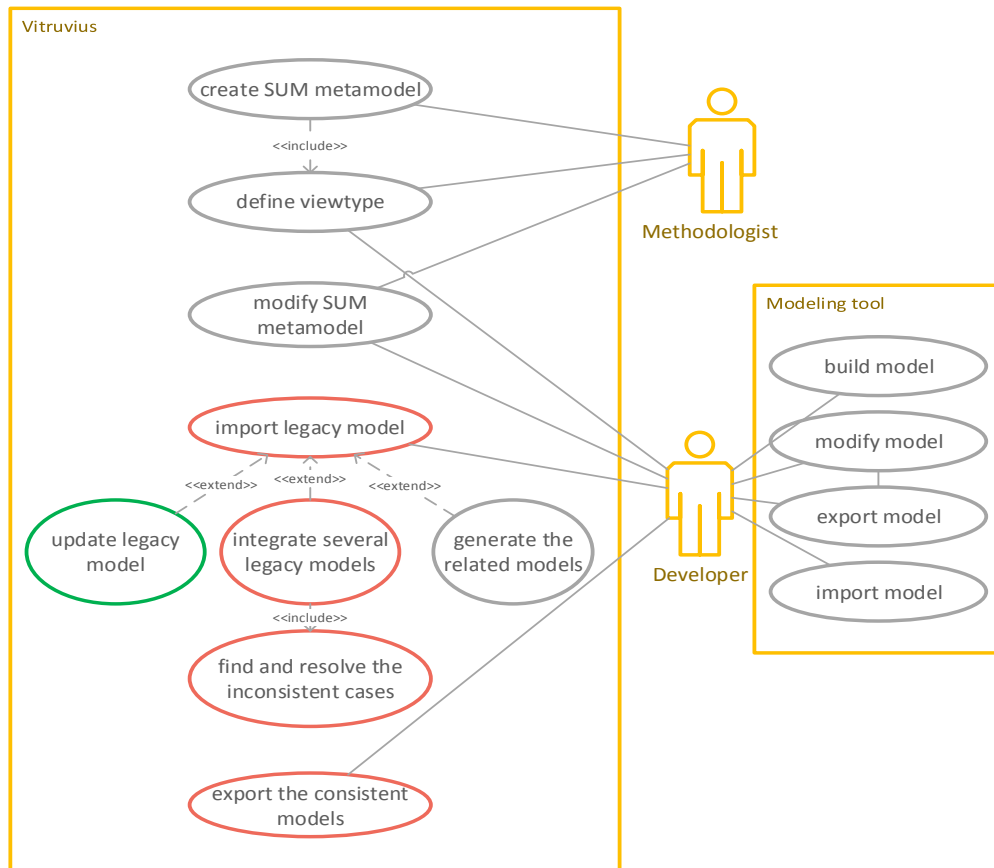 Vitruvius
create SUM metamodel
<<include>>
define viewtype
Methodologist
modify SUM
metamodel
Modeling tool
build model
import legacy model
modify model
<<extend>>
<<extend>>
<<extend>>
update legacy
model
integrate several
legacy models
generate the
related models
export model
Developer
import model
<<include>>
find and resolve the
inconsistent cases
export the consistent
models